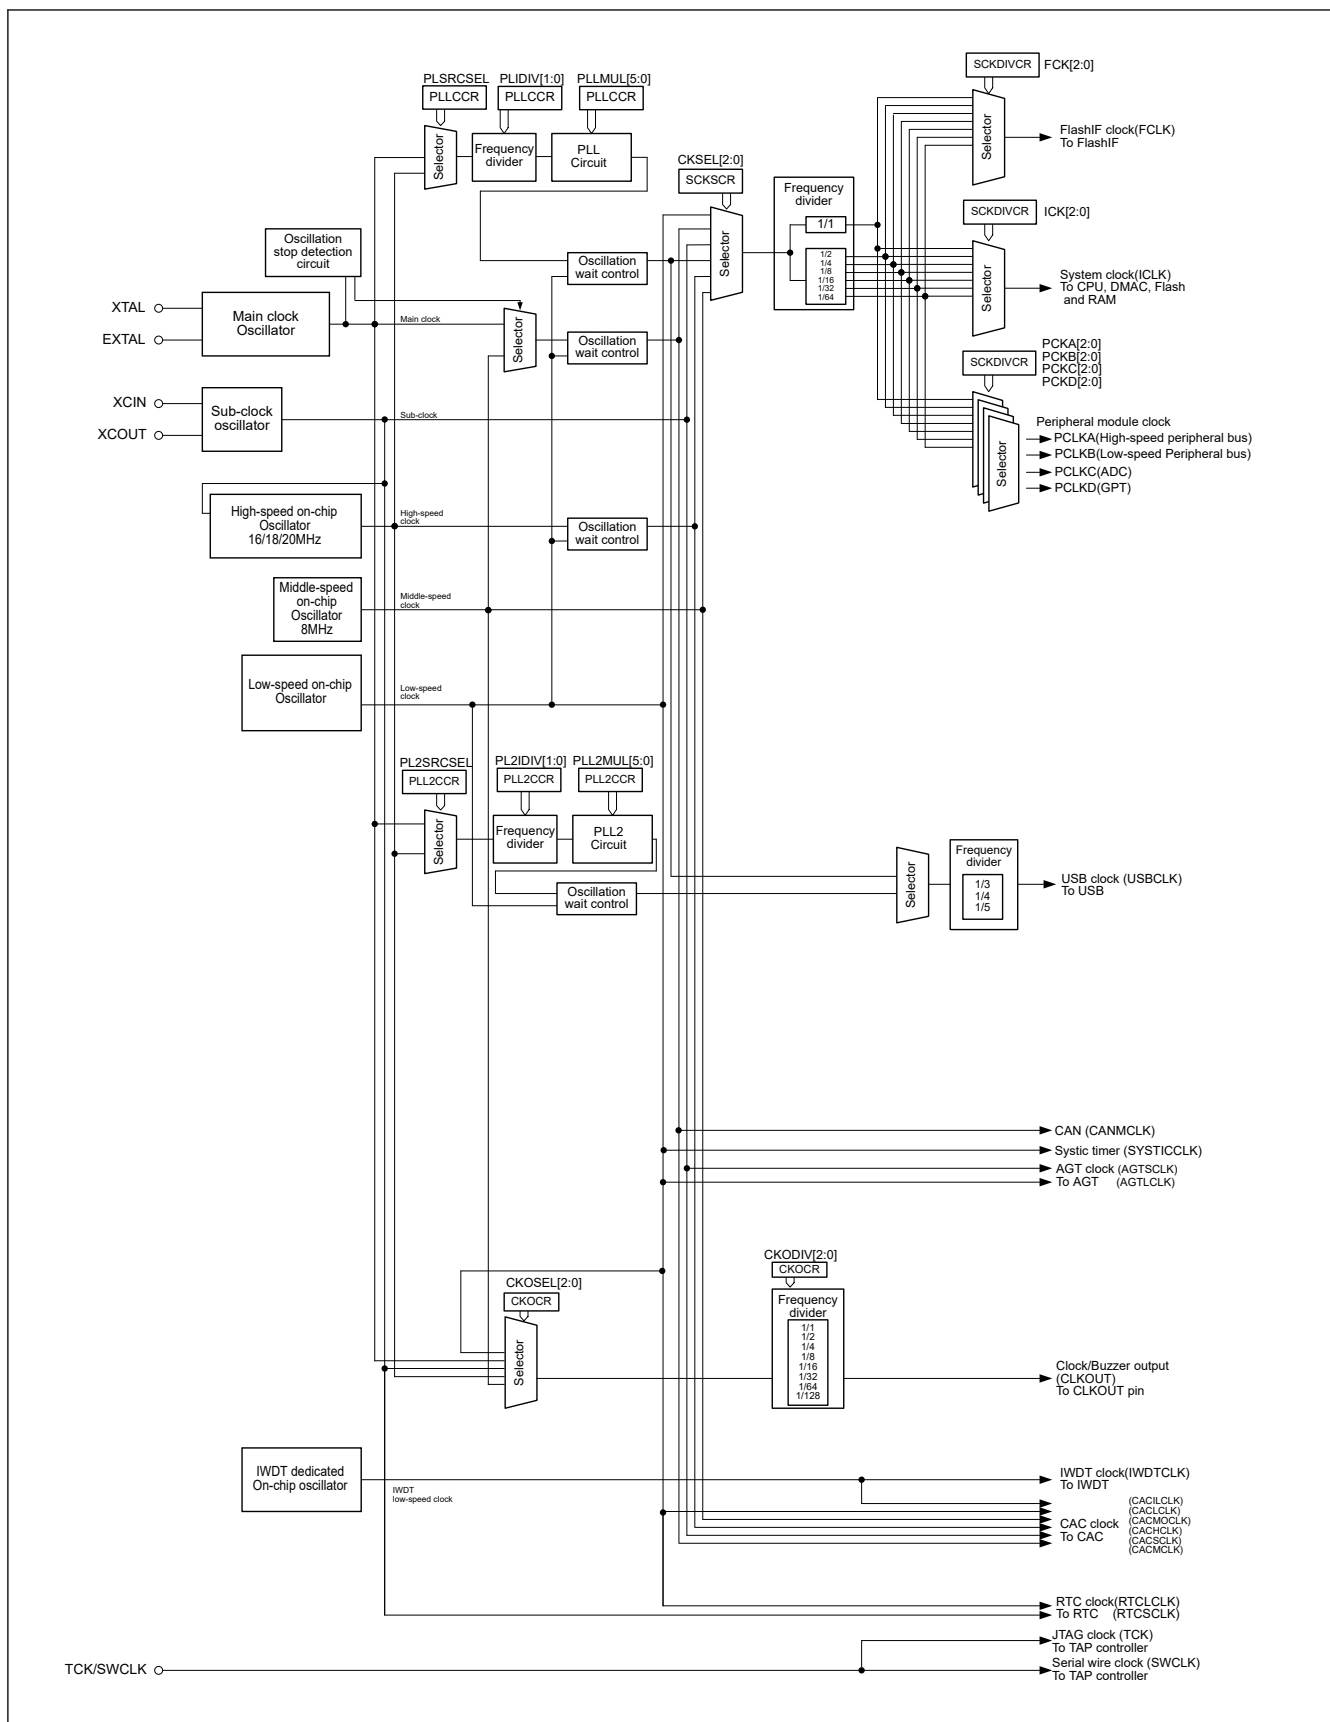 SCKDIVCR
FCK[2:0]
PLSRCSEL
PLIDIV[1:0]
PLLMUL[5:0]
PLLCCR
PLLCCR
PLLCCR
Selector
Frequency
divider
PLL
Circuit
Selector
FlashIF clock(FCLK)
To FlashIF
CKSEL[2:0]
SCKSCR
Selector
Frequency
divider
1/1
1/2
1/4
1/8
1/16
1/32
1/64
SCKDIVCR
ICK[2:0]
Selector
System clock(ICLK)
To CPU, DMAC, Flash
and RAM
Oscillation
stop detection
circuit
Oscillation
wait control
XTAL
EXTAL
Main clock
Oscillator
Main clock
Selector
Oscillation
wait control
PCKA[2:0]
PCKB[2:0]
PCKC[2:0]
PCKD[2:0]
SCKDIVCR
XCIN
XCOUT
Sub-clock
oscillator
Sub-clock
Selector
Peripheral module clock
PCLKA(High-speed peripheral bus)
PCLKB(Low-speed Peripheral bus)
PCLKC(ADC)
PCLKD(GPT)
High-speed on-chip
Oscillator
16/18/20MHz
High-speed
clock
Oscillation
wait control
Middle-speed
on-chip
Oscillator
8MHz
Middle-speed
clock
Low-speed on-chip
Oscillator
Low-speed
clock
PL2SRCSEL
PL2IDIV[1:0]
PLL2MUL[5:0]
PLL2CCR
PLL2CCR
PLL2CCR
Selector
Frequency
divider
PLL2
Circuit
Oscillation
wait control
Selector
Frequency
divider
1/3
1/4
1/5
USB clock (USBCLK)
To USB
CAN (CANMCLK)
Systic timer (SYSTICCLK)
AGT clock (AGTSCLK)
To AGT (AGTLCLK)
CKOSEL[2:0]
CKOCR
Selector
CKODIV[2:0]
CKOCR
Frequency
divider
1/1
1/2
1/4
1/8
1/16
1/32
1/64
1/128
Clock/Buzzer output
(CLKOUT)
To CLKOUT pin
IWDT dedicated
On-chip oscillator
IWDT
low-speed clock
IWDT clock(IWDTCLK)
To IWDT
CAC clock
To CAC
(CACILCLK)
(CACLCLK)
(CACMOCLK)
(CACHCLK)
(CACSCLK)
(CACMCLK)
RTC clock(RTCLCLK)
To RTC (RTCSCLK)
JTAG clock (TCK)
To TAP controller
TCK/SWCLK
Serial wire clock (SWCLK)
To TAP controller